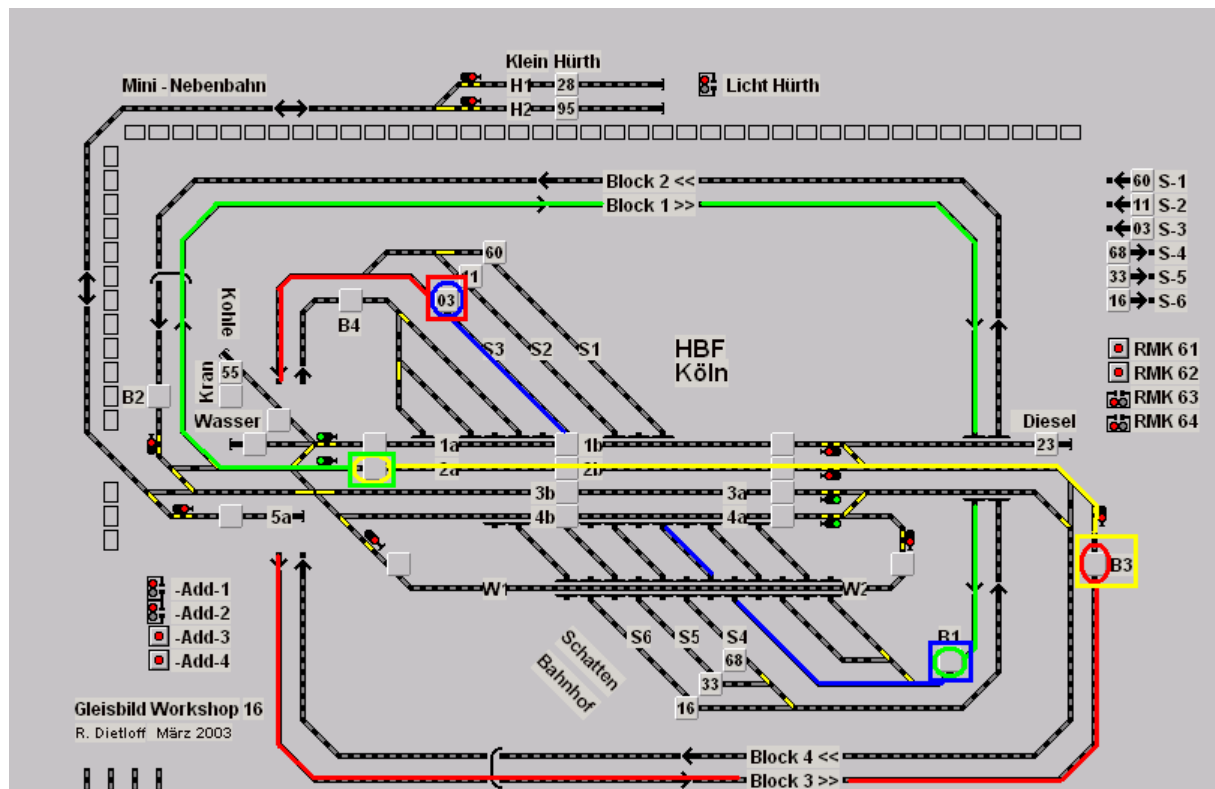 Klein Hürth
Mini - Nebenbahn
H1 28
Licht Hürth
H2 95
Block 2 <<
60 S-1
Block 1 >>
11 S-2
03 S-3
60
68 S-4
11
33 S-5
03
16 S-6
Kohle
B4
S3 S2 S1
HBF
Köln
RMK 61
55
Kran
RMK 62
B2
RMK 63
Wasser
Diesel
RMK 64
1a 1b 23
2a 2b
3b 3a
5a 4b 4a
B3
W1 W2
-Add-1
-Add-2
-Add-3
-Add-4
S6 S5 S4
B1
Schatten
Bahnhof
68
33
16
Gleisbild Workshop 16
R. Dietloff März 2003
Block 4 <<
Block 3 >>